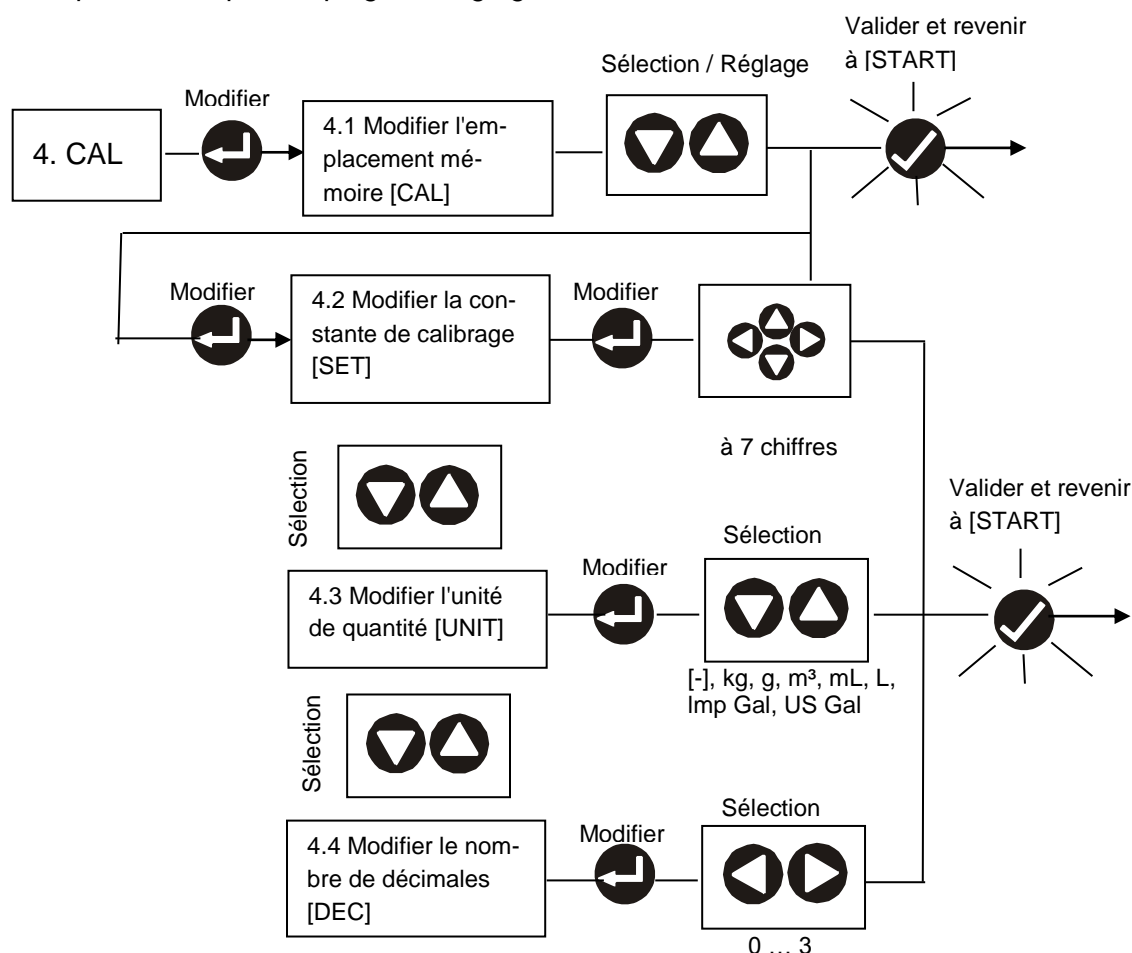 Valider et revenir
à [START]
Sélection / Réglage
Modifier
4. CAL
4.1 Modifier l'em-
placement mé-
moire [CAL]
Modifier
4.2 Modifier la con-
stante de calibrage
[SET]
Modifier
à 7 chiffres
Sélection
Valider et revenir
à [START]
Sélection
4.3 Modifier l'unité
de quantité [UNIT]
Modifier
[-], kg, g, m³, mL, L,
Imp Gal, US Gal
Sélection
Sélection
4.4 Modifier le nom-
bre de décimales
[DEC]
Modifier
0 … 3